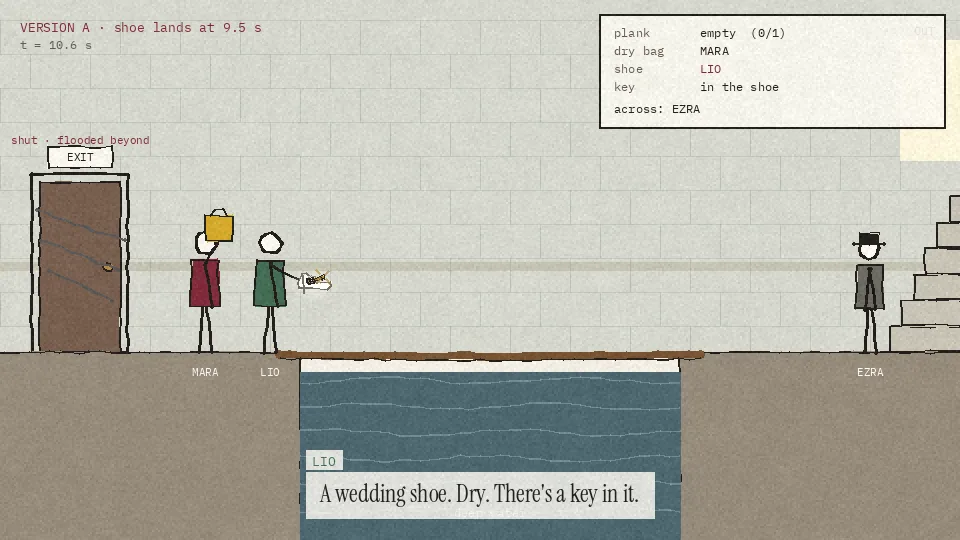 VERSION A · shoe lands at 9.5 s
t = 10.6 s
plank empty (0/1)
dry bag MARA
shoe LIO
key in the shoe
across: EZRA
OUT
shut · flooded beyond
EXIT
MARA
LIO
EZRA
LIO
A wedding shoe. Dry. There's a key in it.